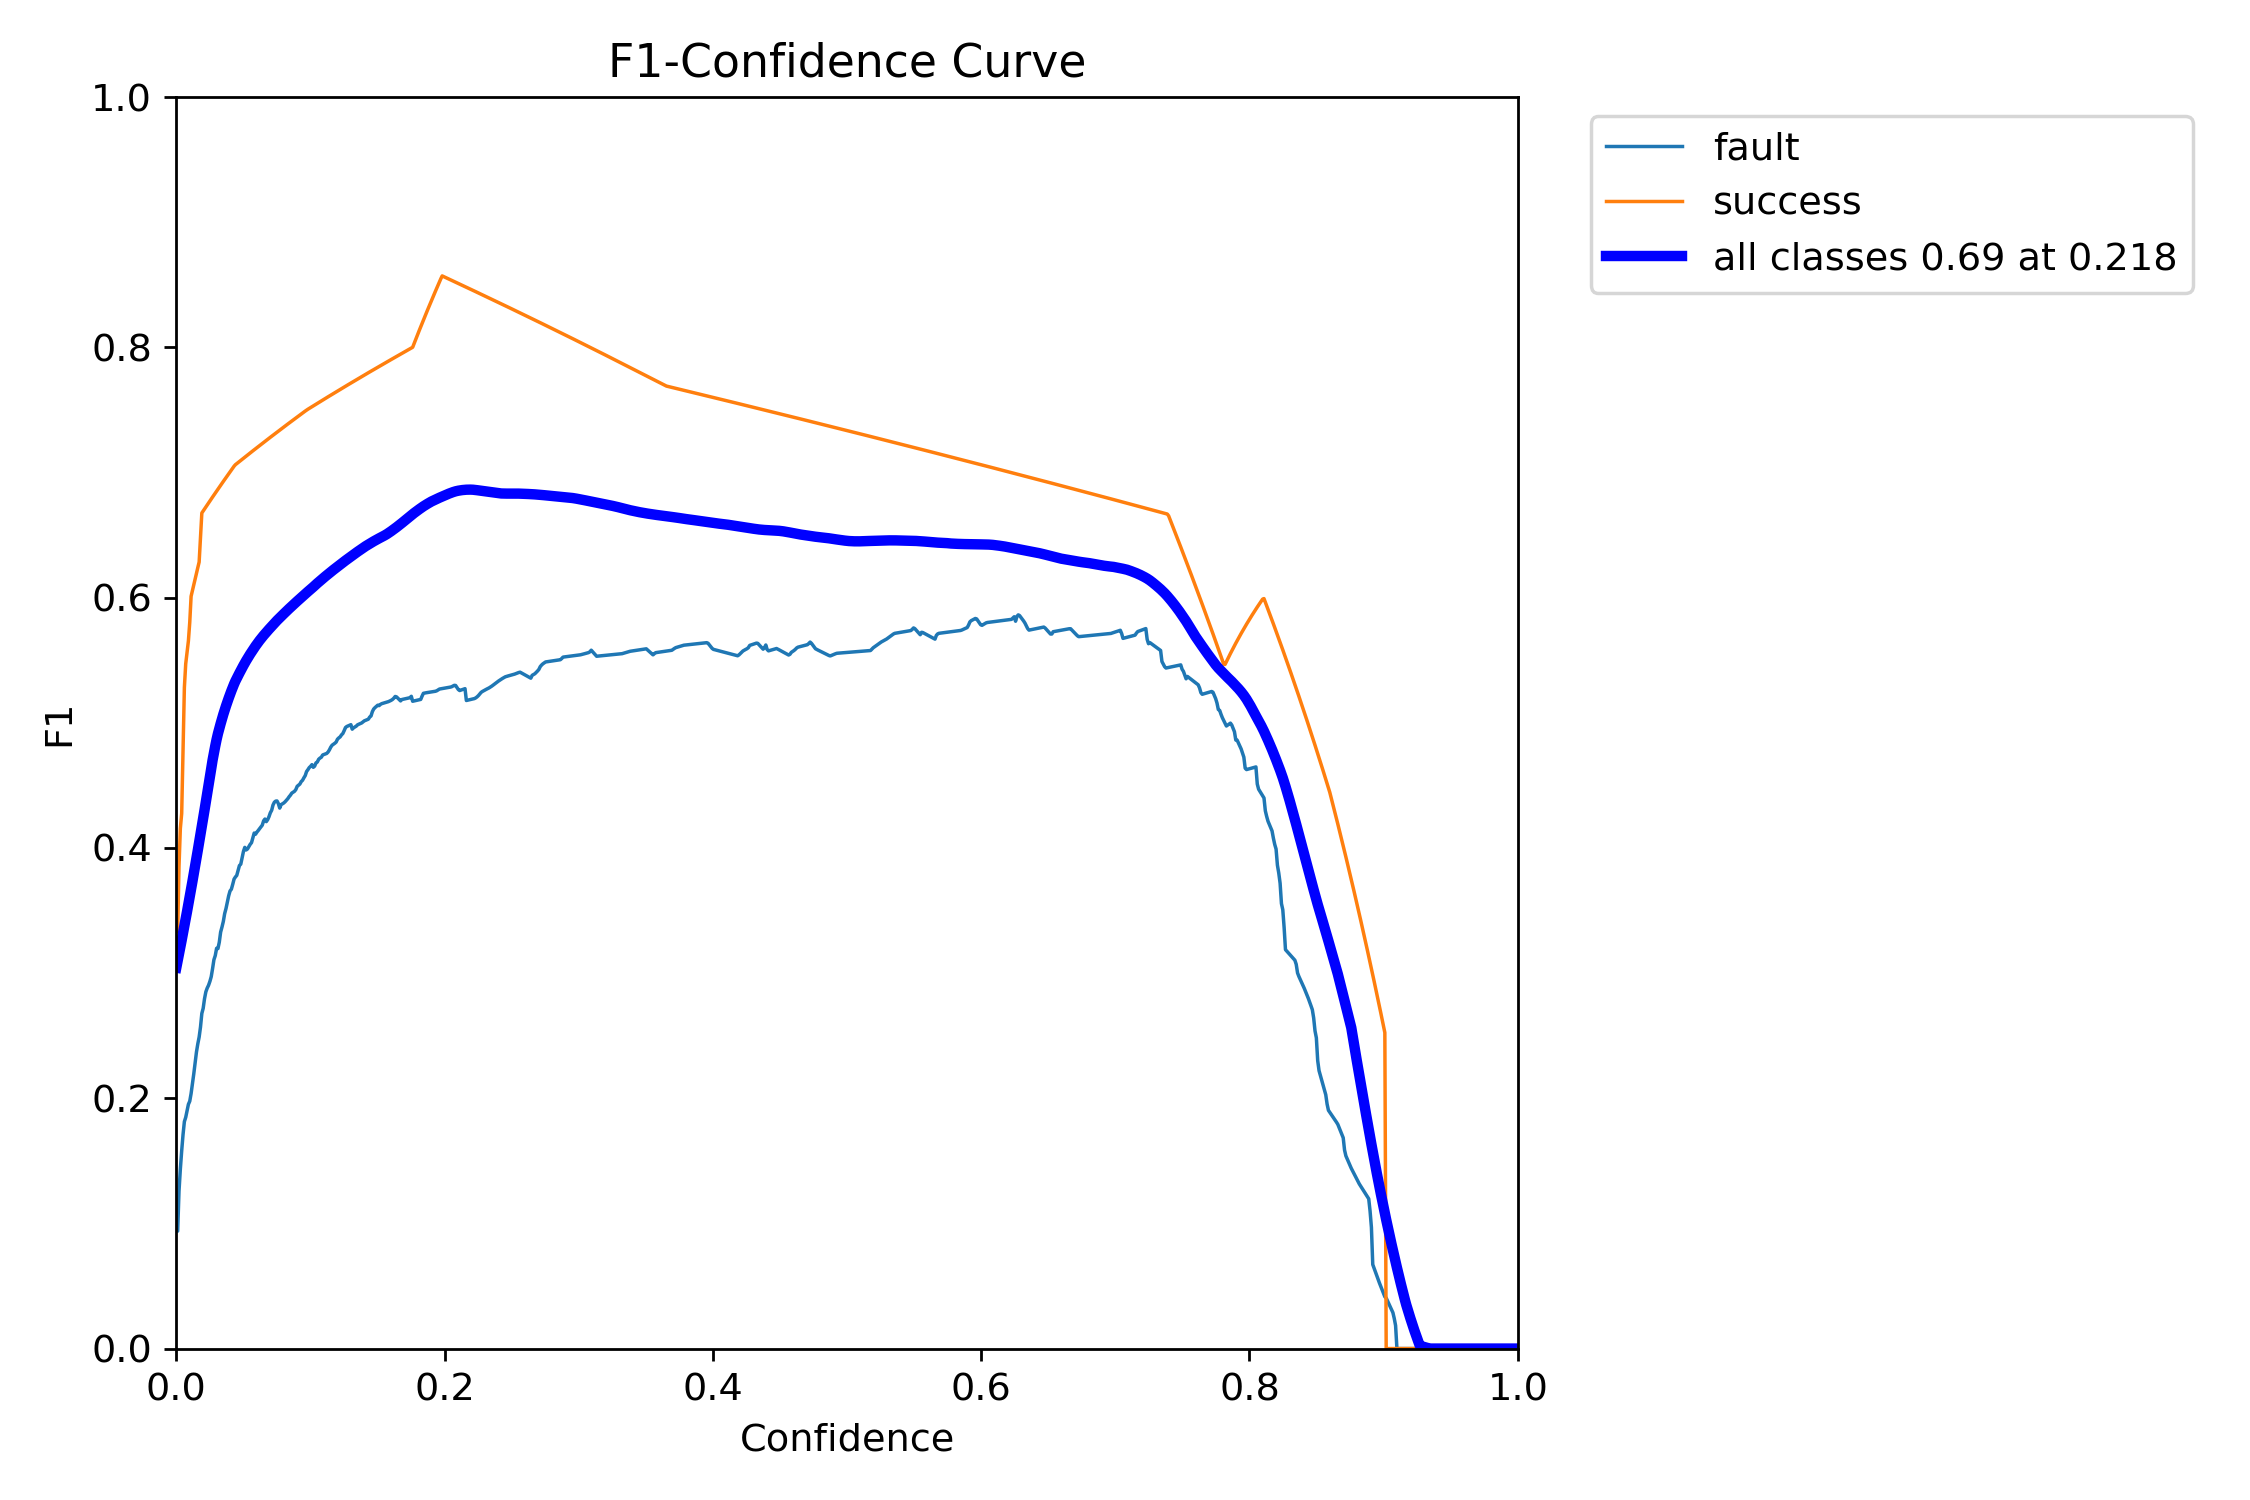 F1-Confidence Curve
fault
success
all classes 0.69 at 0.218
1.0
0.8
0.6
0.4
0.2
0.0
F1
0.0 0.2 0.4 0.6 0.8 1.0
Confidence